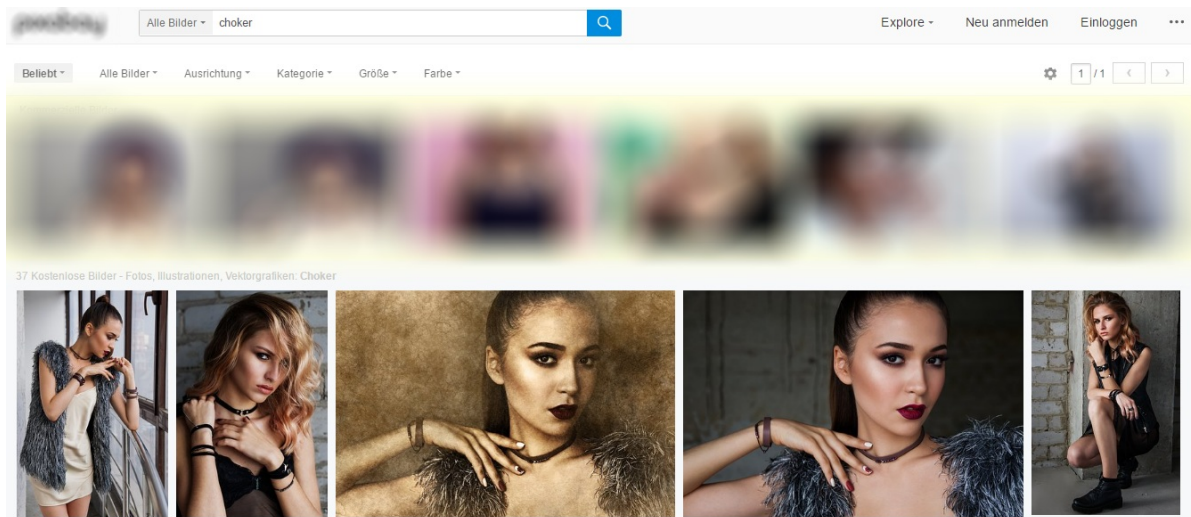 Alle Bilder choker Explore Neu anmelden Einloggen
Beliebt Alle Bilder Ausrichtung Kategorie Größe Farbe 1 / 1
37 Kostenlose Bilder - Fotos, Illustrationen, Vektorgrafiken: Choker